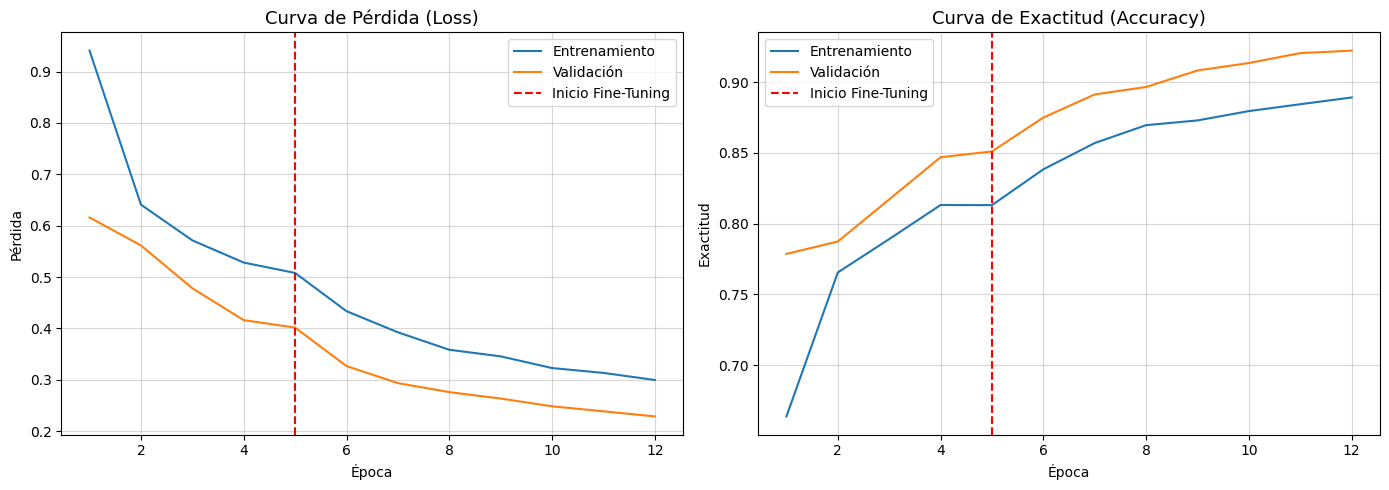 Curva de Pérdida (Loss)
Pérdida
0.9
0.8
0.7
0.6
0.5
0.4
0.3
0.2
Entrenamiento
Validación
Inicio Fine-Tuning
2 4 6 8 10 12
Época
Curva de Exactitud (Accuracy)
Exactitud
0.90
0.85
0.80
0.75
0.70
Entrenamiento
Validación
Inicio Fine-Tuning
2 4 6 8 10 12
Época